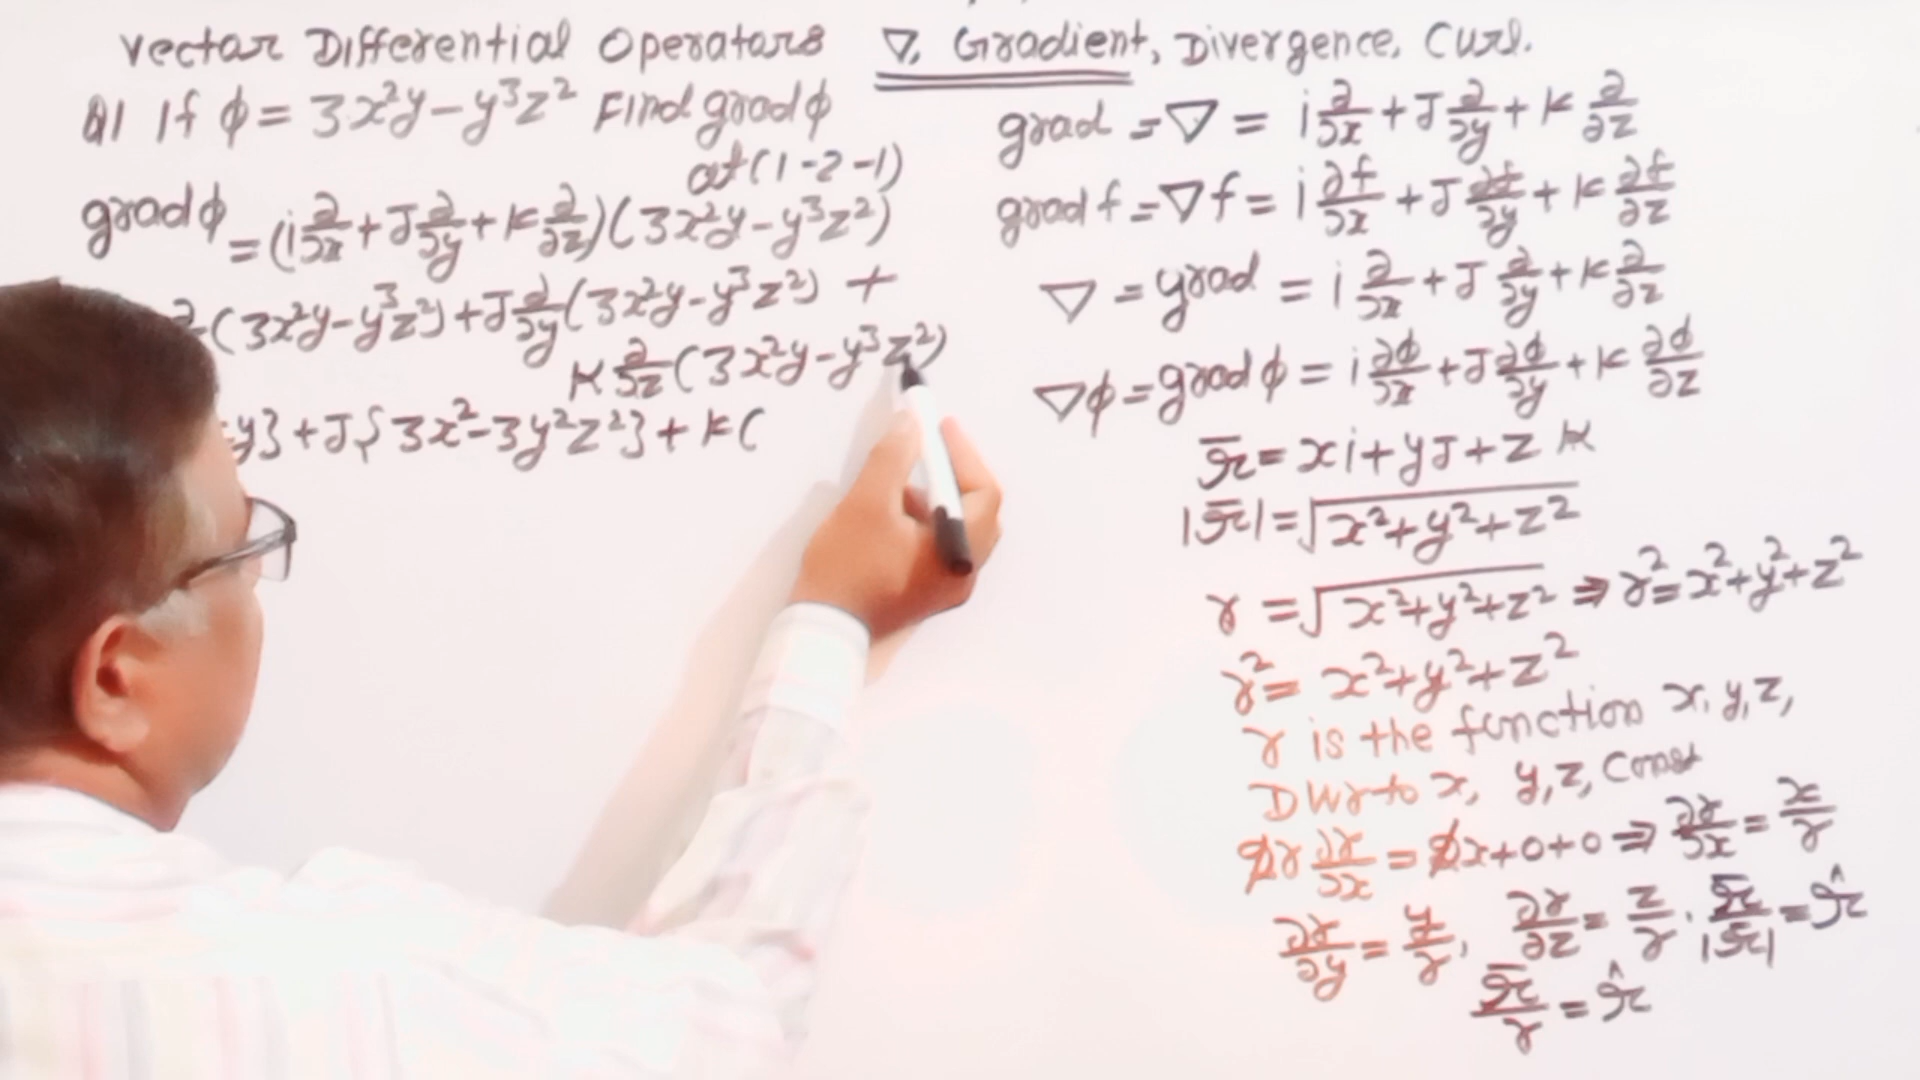 Vector Differential Operators ∇, Gradient, Divergence, Curl.
Q1 If ϕ = 3x²y - y³z² Find grad ϕ
at (1 -2 -1)
grad ϕ = (i ∂/∂x + J ∂/∂y + K ∂/∂z)(3x²y - y³z²)
(3x²y - y³z²) + J ∂/∂y (3x²y - y³z²) +
K ∂/∂z (3x²y - y³z²)
y} + J{3x² - 3y²z²} + K(
grad = ∇ = i ∂/∂x + J ∂/∂y + K ∂/∂z
grad f = ∇f = i ∂f/∂x + J ∂f/∂y + K ∂f/∂z
∇ = grad = i ∂/∂x + J ∂/∂y + K ∂/∂z
∇ϕ = grad ϕ = i ∂ϕ/∂x + J ∂ϕ/∂y + K ∂ϕ/∂z
r̄ = xi + yJ + zK
|r̄| = √(x² + y² + z²)
r = √(x² + y² + z²) ⇒ r² = x² + y² + z²
r² = x² + y² + z²
r is the function x, y, z,
D Wr to x, y, z, const
2r ∂r/∂x = 2x + 0 + 0 ⇒ ∂r/∂x = x/r
∂r/∂y = y/r, ∂r/∂z = z/r. r̄/|r̄| = r̂
r̄/r = r̂